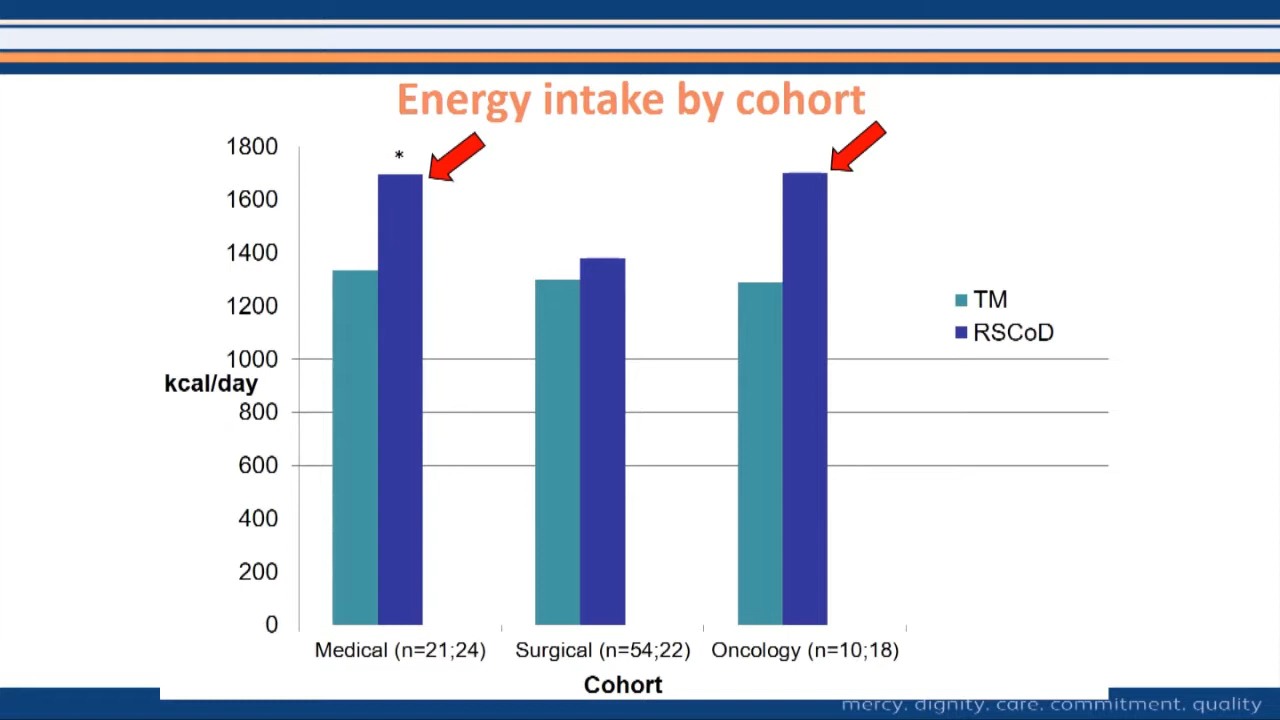 Energy intake by cohort
1800
*
1600
1400
1200
1000
kcal/day
800
600
400
200
0
TM
RSCoD
Medical (n=21;24) Surgical (n=54;22) Oncology (n=10;18)
Cohort
mercy, dignity, care, commitment, quality